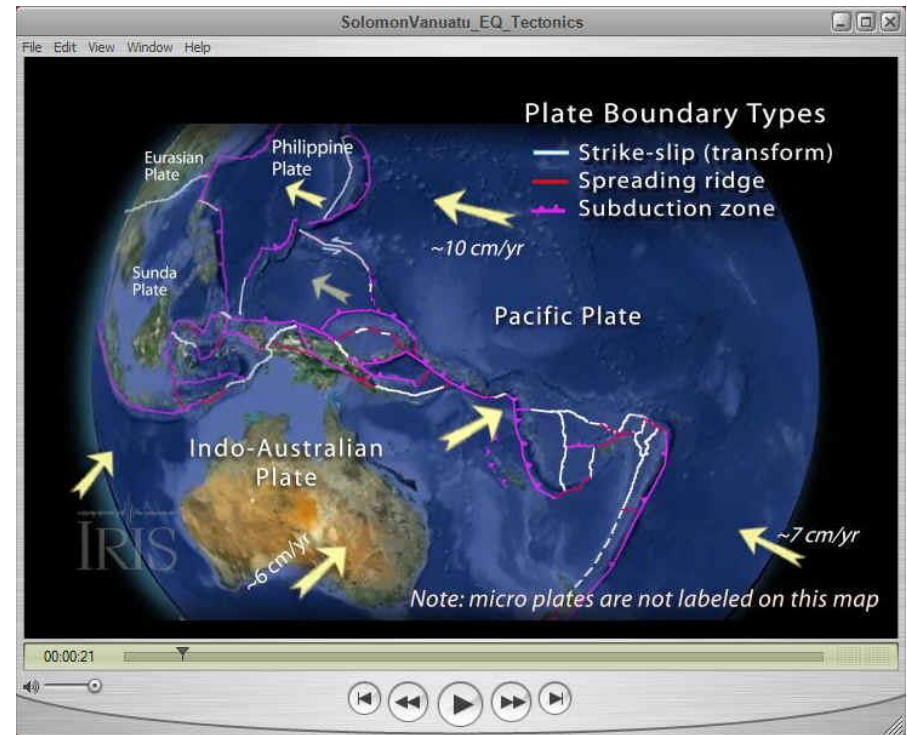 SolomonVanuatu_EQ_Tectonics
File Edit View Window Help
Plate Boundary Types
Strike-slip (transform)
Spreading ridge
Subduction zone
Eurasian
Plate
Philippine
Plate
~10 cm/yr
Sunda
Plate
Pacific Plate
Indo-Australian
Plate
IRIS
~6 cm/yr
~7 cm/yr
Note: micro plates are not labeled on this map
00:00:21